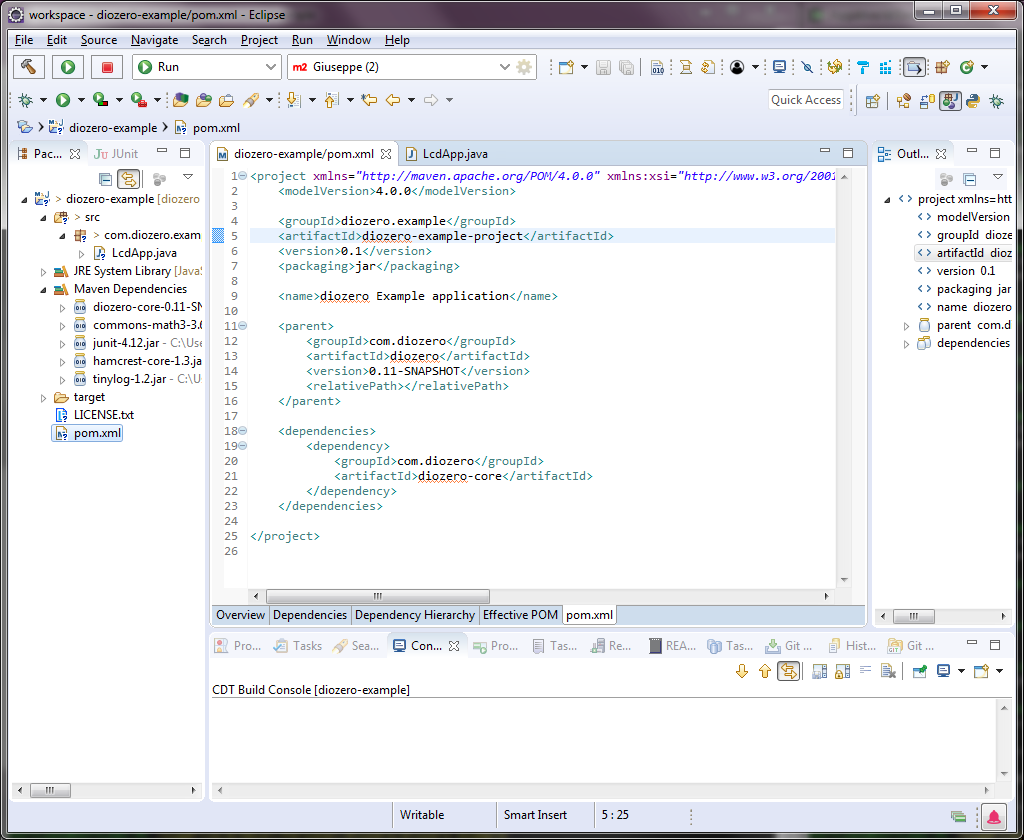 workspace - diozero-example/pom.xml - Eclipse
File Edit Source Navigate Search Project Run Window Help
Run
m2 Giuseppe (2)
Quick Access
diozero-example
pom.xml
Pac...
JUnit
> diozero-example [diozero
> src
> com.diozero.exam
LcdApp.java
JRE System Library [Java
Maven Dependencies
diozero-core-0.11-SN
commons-math3-3.6
junit-4.12.jar - C:\Use
hamcrest-core-1.3.ja
tinylog-1.2.jar - C:\U
target
LICENSE.txt
pom.xml
diozero-example/pom.xml
LcdApp.java
1 <project xmlns="http://maven.apache.org/POM/4.0.0" xmlns:xsi="http://www.w3.org/2001
2 <modelVersion>4.0.0</modelVersion>
3
4 <groupId>diozero.example</groupId>
5 <artifactId>diozero-example-project</artifactId>
6 <version>0.1</version>
7 <packaging>jar</packaging>
8
9 <name>diozero Example application</name>
10
11 <parent>
12 <groupId>com.diozero</groupId>
13 <artifactId>diozero</artifactId>
14 <version>0.11-SNAPSHOT</version>
15 <relativePath></relativePath>
16 </parent>
17
18 <dependencies>
19 <dependency>
20 <groupId>com.diozero</groupId>
21 <artifactId>diozero-core</artifactId>
22 </dependency>
23 </dependencies>
24
25 </project>
26
Overview Dependencies Dependency Hierarchy Effective POM pom.xml
Outl...
project xmlns=htt
modelVersion
groupId dioze
artifactId dioz
version 0.1
packaging jar
name diozero
parent com.d
dependencies
Pro... Tasks Sea... Con... Pro... Tas... Re... REA... Tas... Git ... Hist... Git ...
CDT Build Console [diozero-example]
Writable Smart Insert 5 : 25